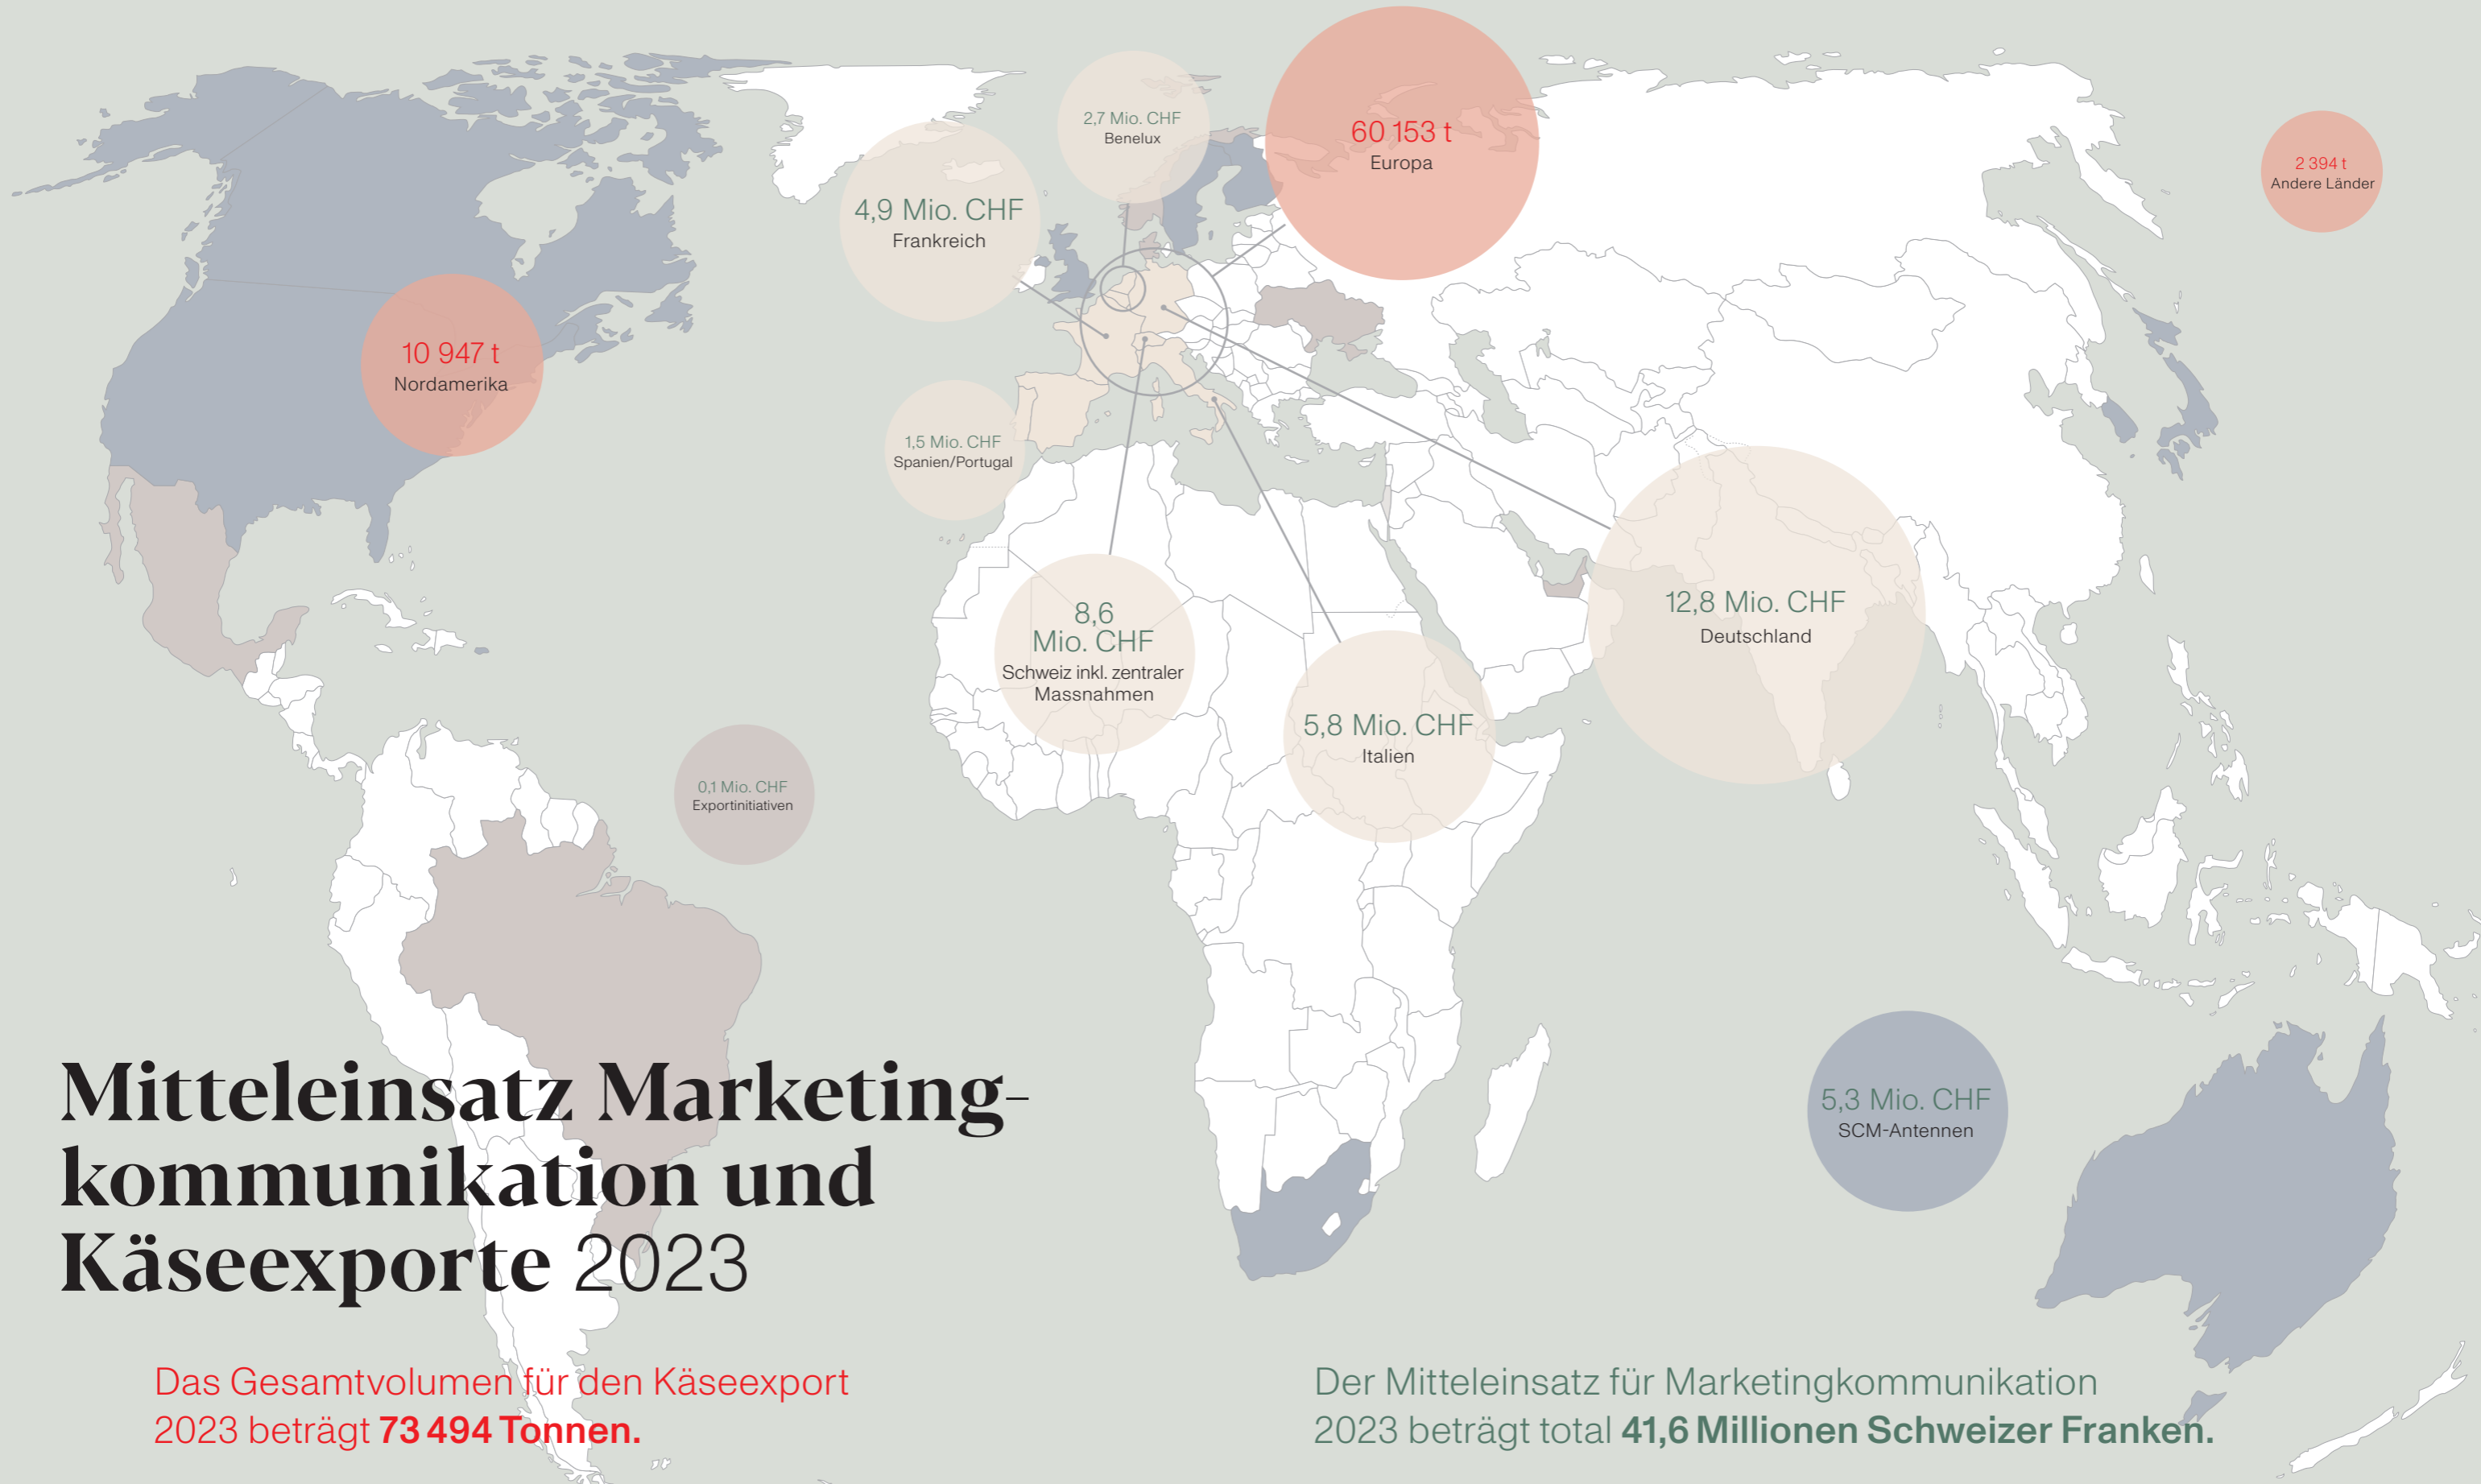 2,7 Mio. CHF
Benelux
60 153 t
Europa
2 394 t
Andere Länder
4,9 Mio. CHF
Frankreich
10 947 t
Nordamerika
1,5 Mio. CHF
Spanien/Portugal
8,6
Mio. CHF
Schweiz inkl. zentraler
Massnahmen
12,8 Mio. CHF
Deutschland
5,8 Mio. CHF
Italien
0,1 Mio. CHF
Exportinitiativen
5,3 Mio. CHF
SCM-Antennen
Mitteleinsatz Marketing-
kommunikation und
Käseexporte 2023
Das Gesamtvolumen für den Käseexport
2023 beträgt 73 494 Tonnen.
Der Mitteleinsatz für Marketingkommunikation
2023 beträgt total 41,6 Millionen Schweizer Franken.